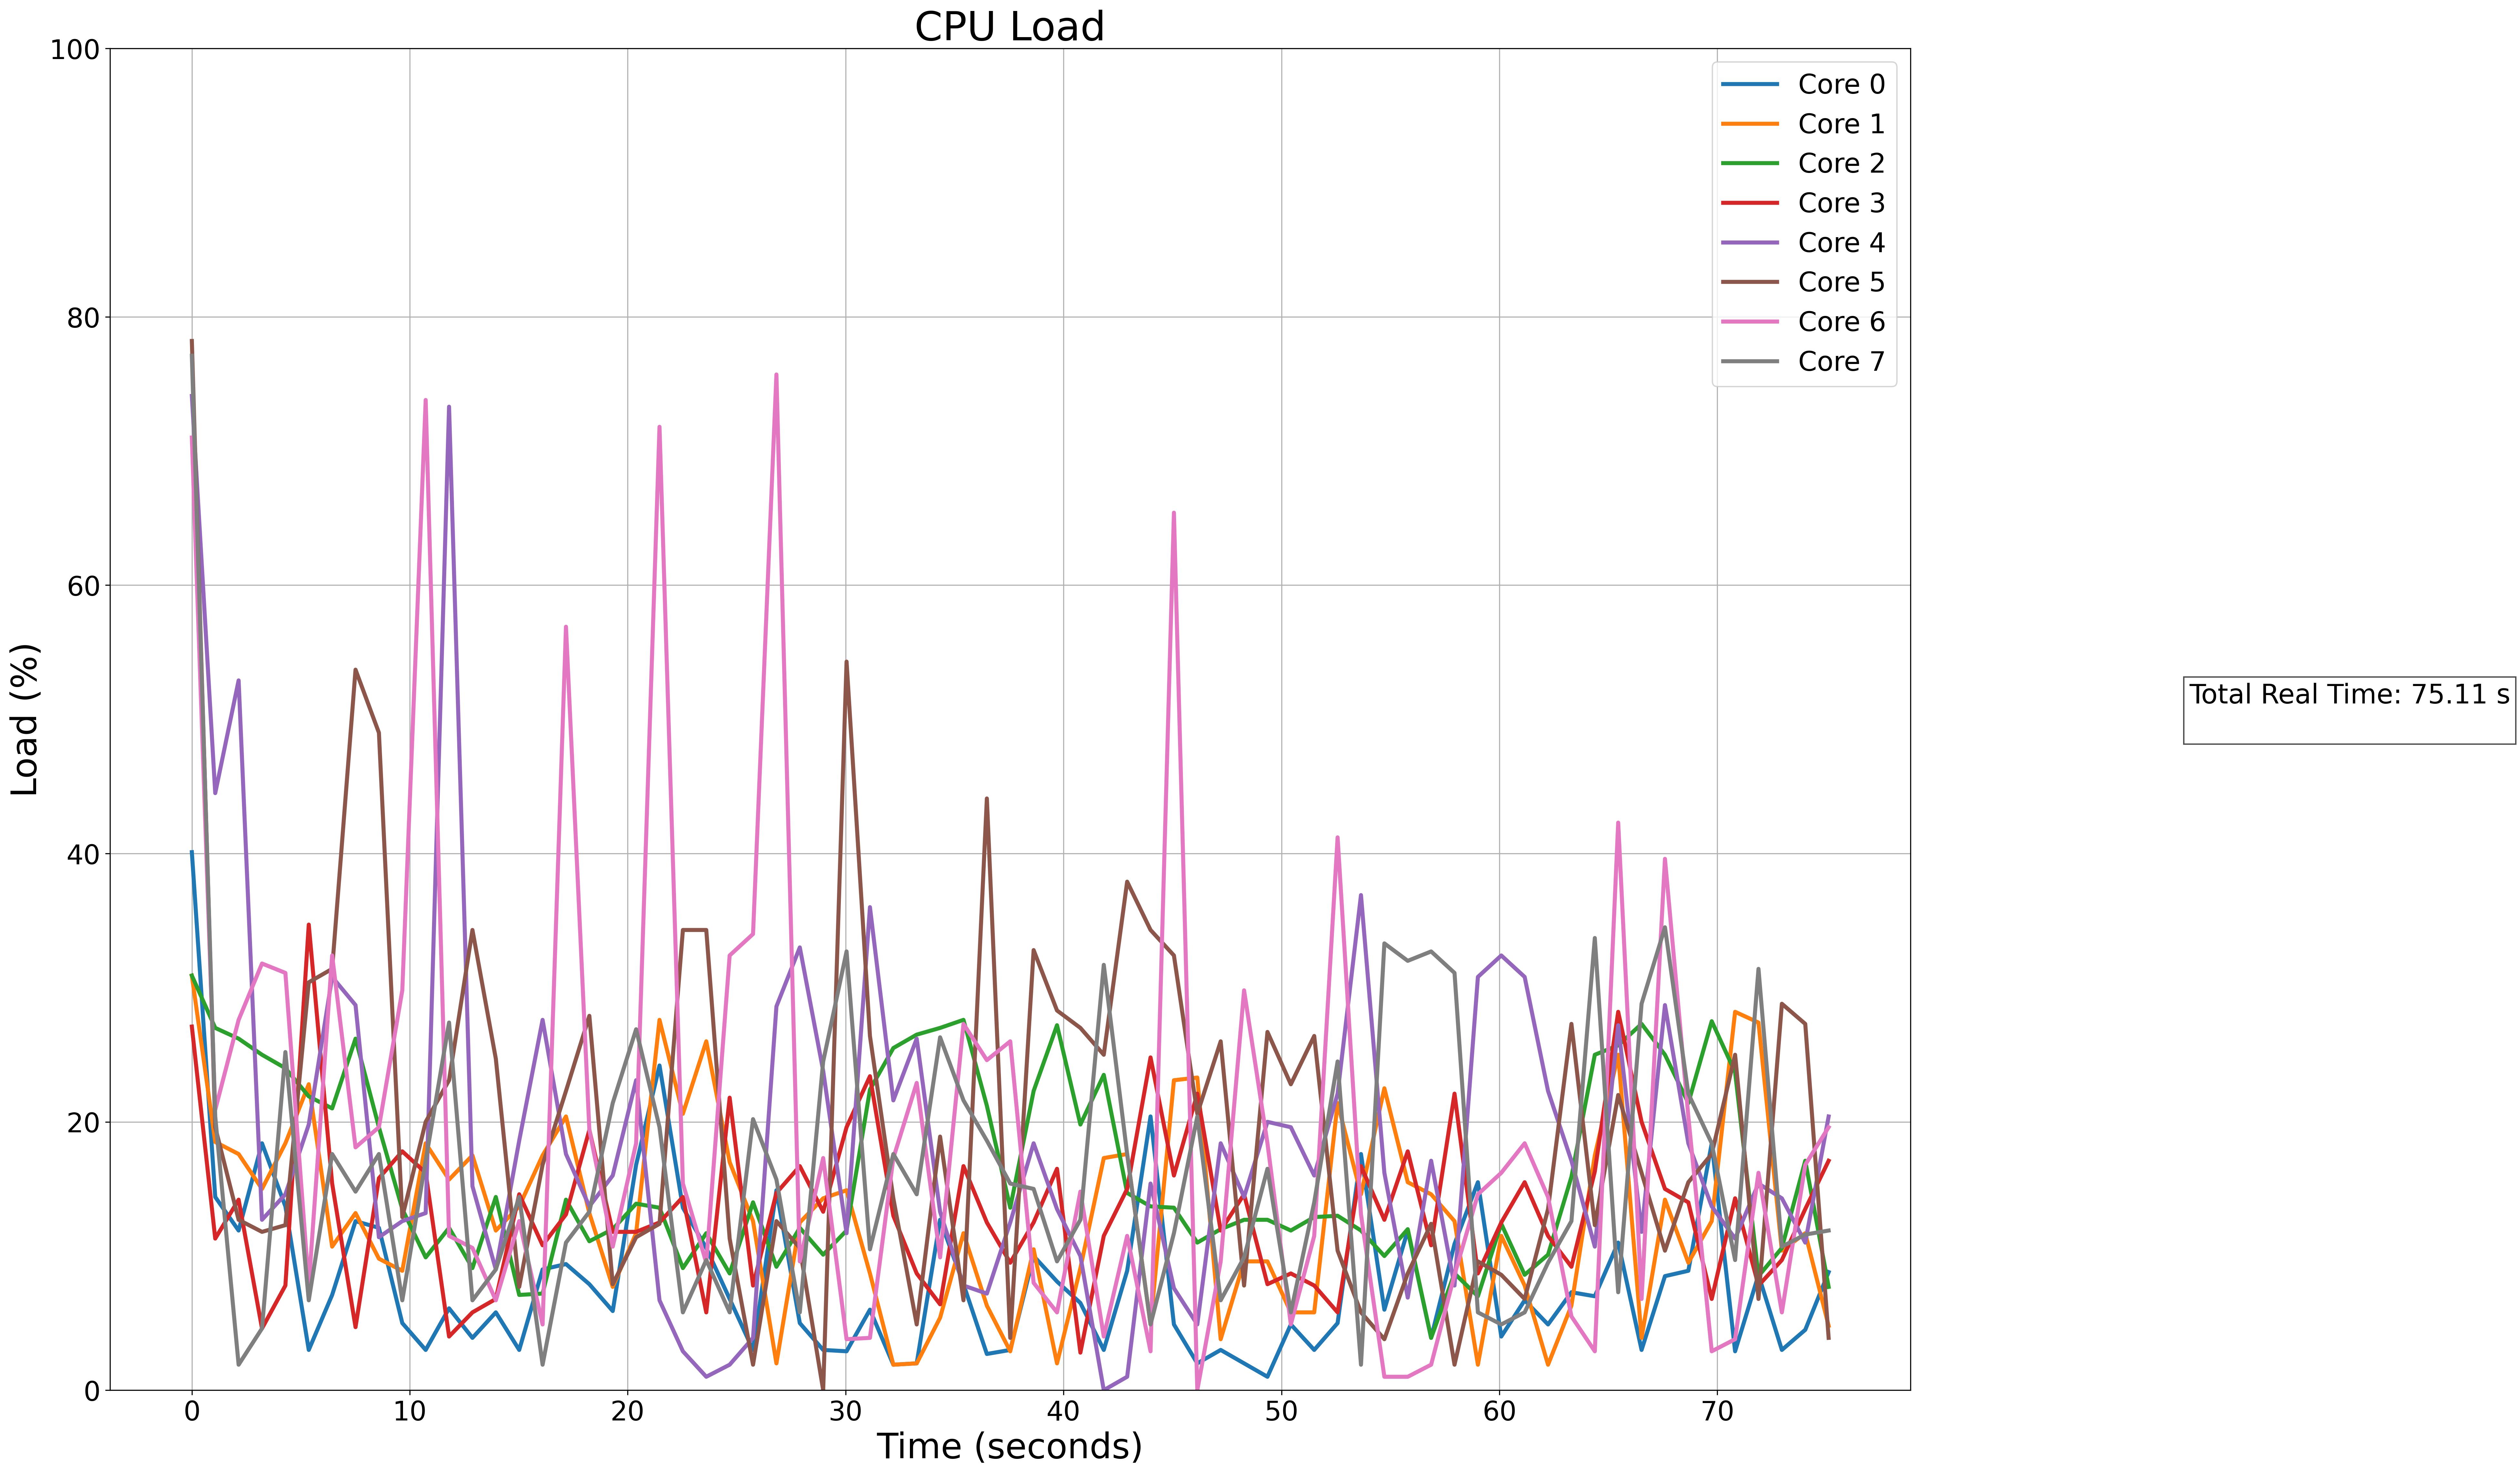 CPU Load
100
80
60
40
20
0
Load (%)
0 10 20 30 40 50 60 70
Time (seconds)
Core 0
Core 1
Core 2
Core 3
Core 4
Core 5
Core 6
Core 7
Total Real Time: 75.11 s